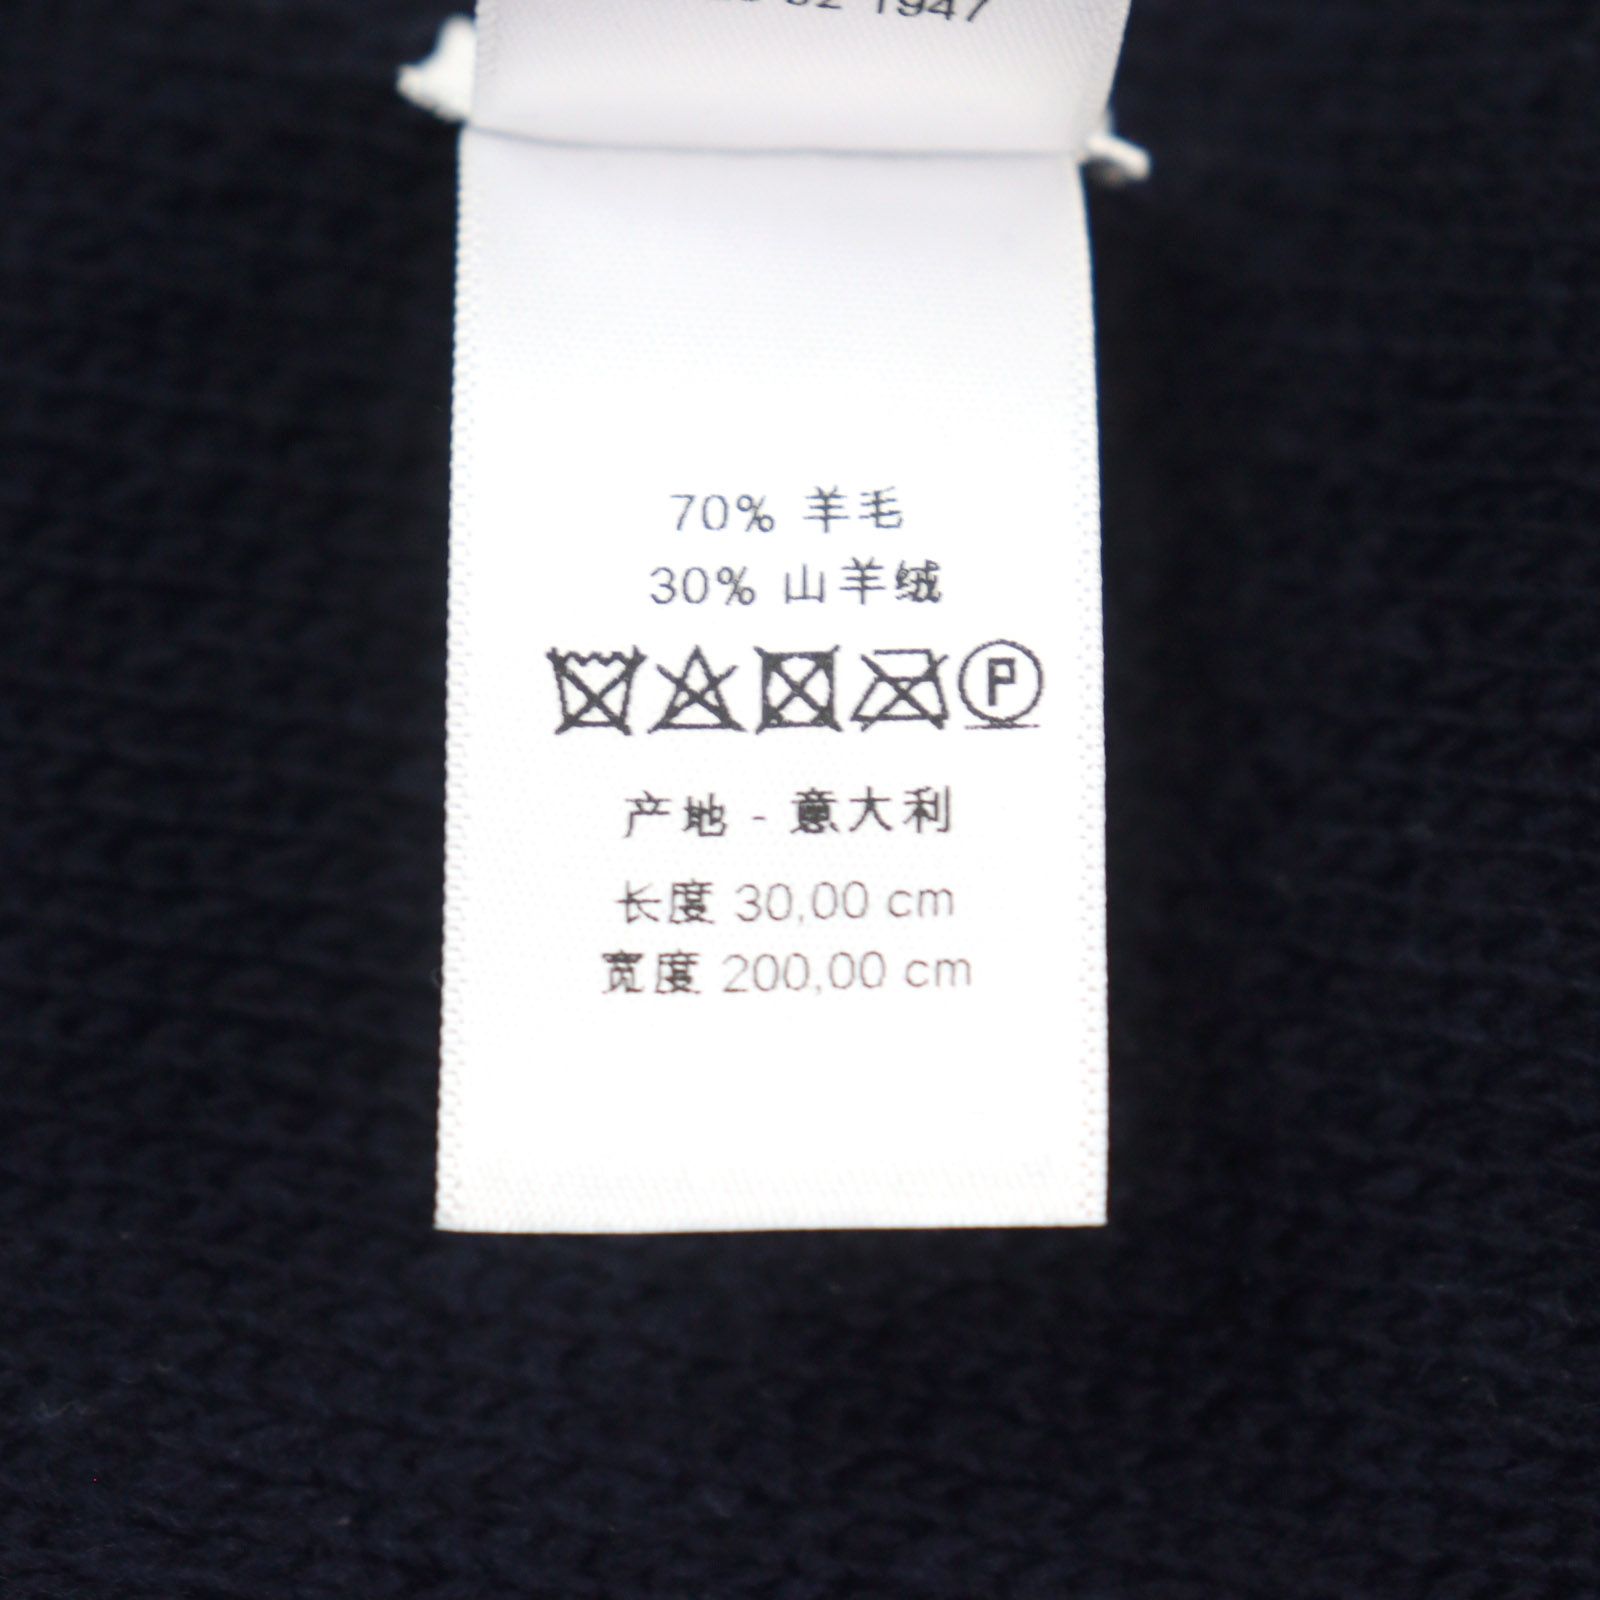 1947
70% 羊毛
30% 山羊绒
P
产地 - 意大利
长度 30,00 cm
宽度 200,00 cm